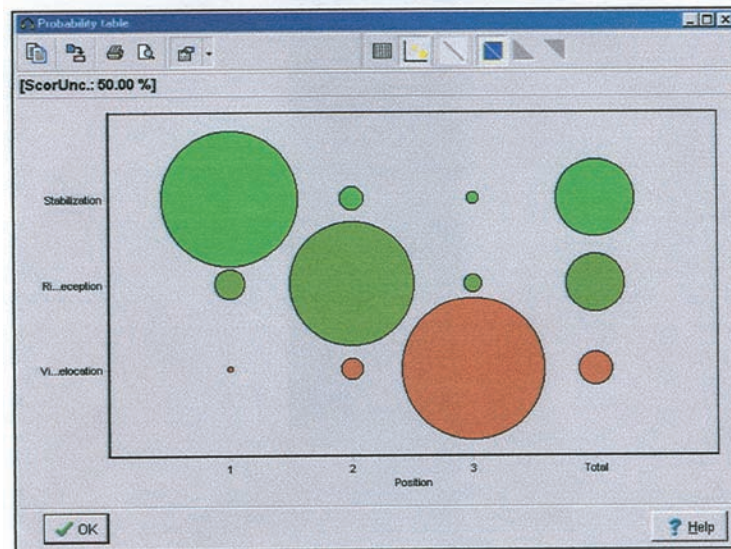 Probability table
[ScorUnc.: 50.00 %]
Stabilization
Ri...eception
Vi...elocation
1 2 3 Total
Position
OK
? Help